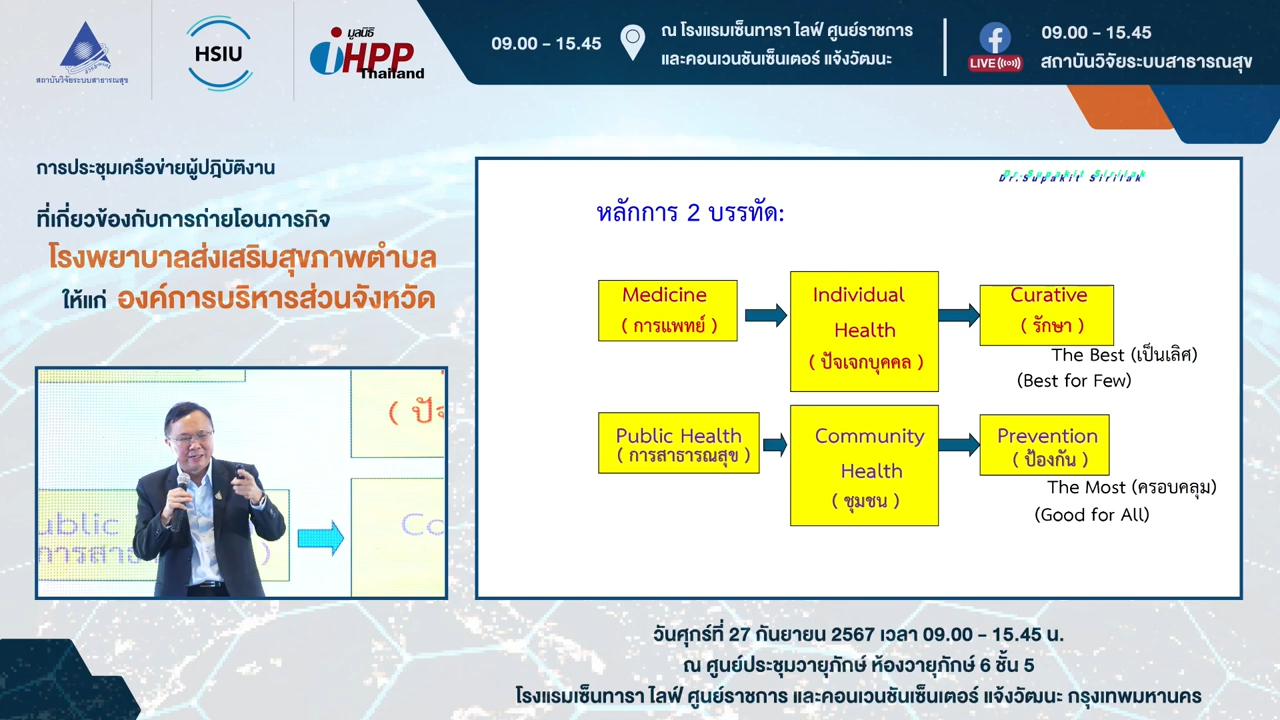 สถาบันวิจัยระบบสาธารณสุข
HSIU
มูลนิธิ
iHPP
Thailand
09.00 - 15.45
ณ โรงแรมเซ็นทารา ไลฟ์ ศูนย์ราชการ
และคอนเวนชันเซ็นเตอร์ แจ้งวัฒนะ
LIVE
09.00 - 15.45
สถาบันวิจัยระบบสาธารณสุข
การประชุมเครือข่ายผู้ปฏิบัติงาน
ที่เกี่ยวข้องกับการถ่ายโอนภารกิจ
โรงพยาบาลส่งเสริมสุขภาพตำบล
ให้แก่ องค์การบริหารส่วนจังหวัด
Dr.Supakit Sirilak
หลักการ 2 บรรทัด:
Medicine
( การแพทย์ )
Individual
Health
( ปัจเจกบุคคล )
Curative
( รักษา )
The Best (เป็นเลิศ)
(Best for Few)
Public Health
( การสาธารณสุข )
Community
Health
( ชุมชน )
Prevention
( ป้องกัน )
The Most (ครอบคลุม)
(Good for All)
( ปัจ
ublic
Co
การสาธ
วันศุกร์ที่ 27 กันยายน 2567 เวลา 09.00 - 15.45 น.
ณ ศูนย์ประชุมวายุภักษ์ ห้องวายุภักษ์ 6 ชั้น 5
โรงแรมเซ็นทารา ไลฟ์ ศูนย์ราชการ และคอนเวนชันเซ็นเตอร์ แจ้งวัฒนะ กรุงเทพมหานคร